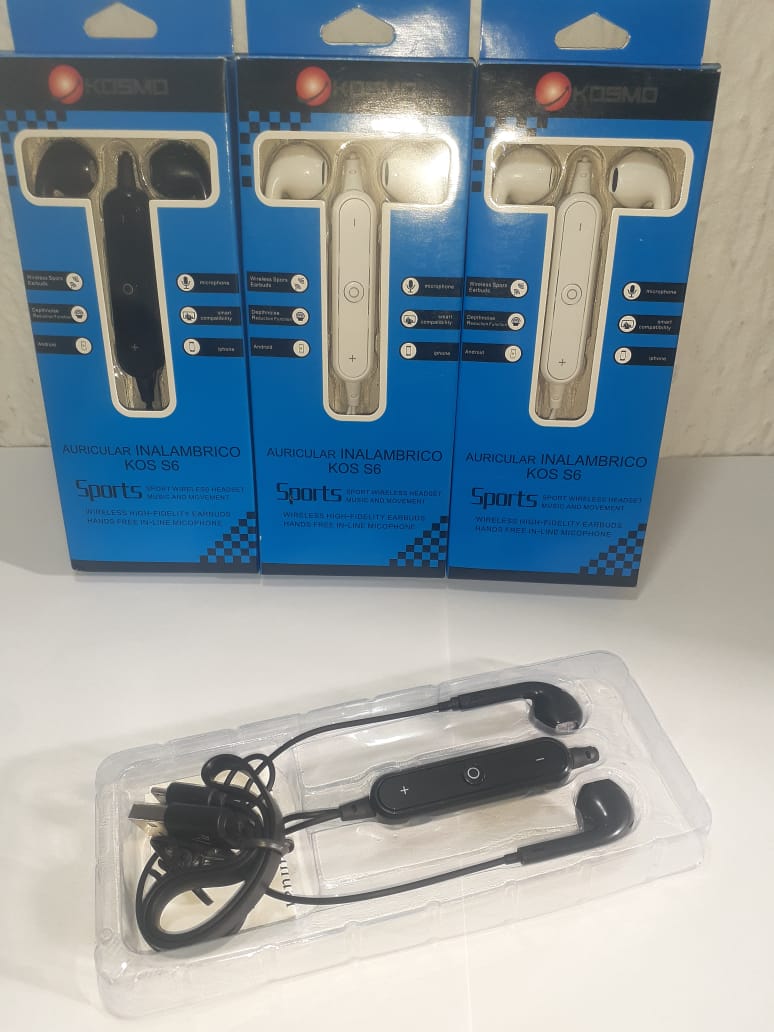 KOSMO
Wireless Spors
Earbuds
Depthnoise
Reduction Function
Android
microphone
smart
compatibility
iphone
AURICULAR INALAMBRICO
KOS S6
Sports SPORT WIRELESS HEADSET
MUSIC AND MOVEMENT
WIRELESS HIGH-FIDELITY EARBUDS
HANDS FREE IN-LINE MICOPHONE
KOSMO
Wireless Spors
Earbuds
Depthnoise
Reduction Function
Android
microphone
smart
compatibility
iphone
AURICULAR INALAMBRICO
KOS S6
Sports SPORT WIRELESS HEADSET
MUSIC AND MOVEMENT
WIRELESS HIGH-FIDELITY EARBUDS
HANDS FREE IN-LINE MICOPHONE
KOSMO
Wireless Spors
Earbuds
Depthnoise
Reduction Function
Android
microphone
smart
compatibility
iphone
AURICULAR INALAMBRICO
KOS S6
Sports SPORT WIRELESS HEADSET
MUSIC AND MOVEMENT
WIRELESS HIGH-FIDELITY EARBUDS
HANDS FREE IN-LINE MICOPHONE